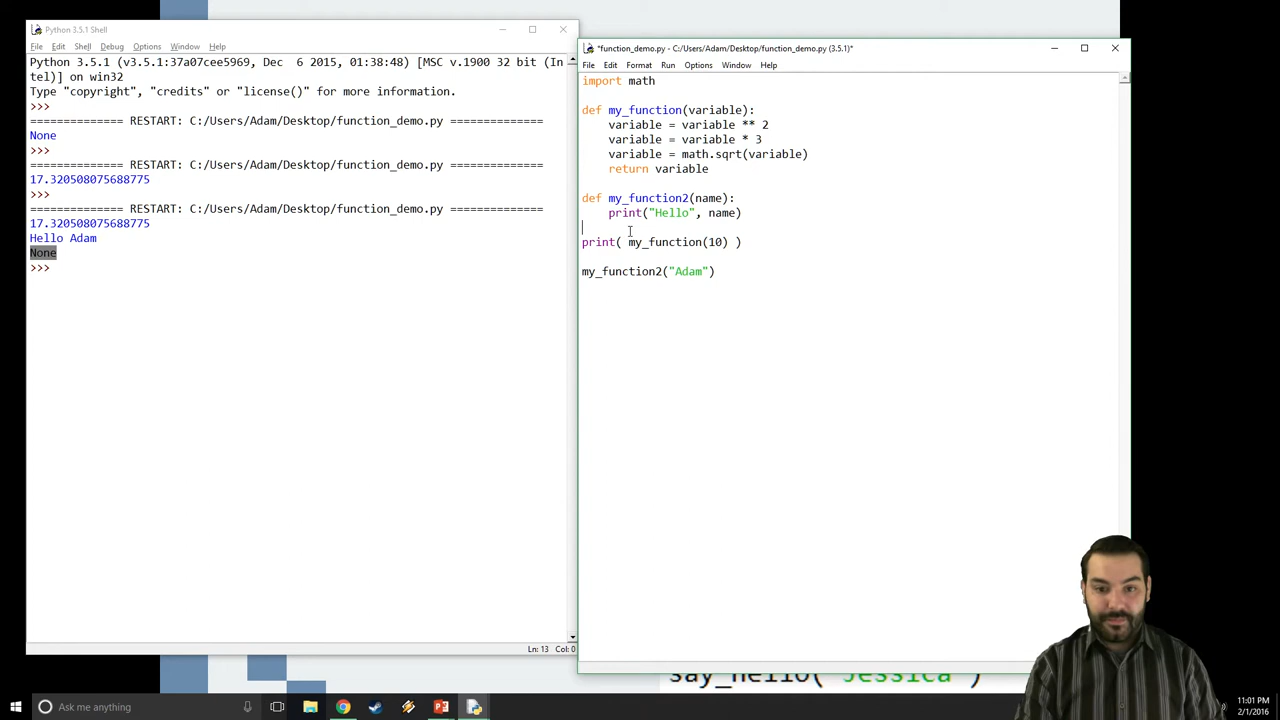 Python 3.5.1 Shell
File Edit Shell Debug Options Window Help
Python 3.5.1 (v3.5.1:37a07cee5969, Dec  6 2015, 01:38:48) [MSC v.1900 32 bit (In
tel)] on win32
Type "copyright", "credits" or "license()" for more information.
>>>
============== RESTART: C:/Users/Adam/Desktop/function_demo.py ==============
None
>>>
============== RESTART: C:/Users/Adam/Desktop/function_demo.py ==============
17.320508075688775
>>>
============== RESTART: C:/Users/Adam/Desktop/function_demo.py ==============
17.320508075688775
Hello Adam
None
>>>
Ln: 13 Col: 0
*function_demo.py - C:/Users/Adam/Desktop/function_demo.py (3.5.1)*
File Edit Format Run Options Window Help
import math
def my_function(variable):
    variable = variable ** 2
    variable = variable * 3
    variable = math.sqrt(variable)
    return variable
def my_function2(name):
    print("Hello", name)
print( my_function(10) )
my_function2("Adam")
say_hello("Jessica")
Ask me anything
11:01 PM
2/1/2016